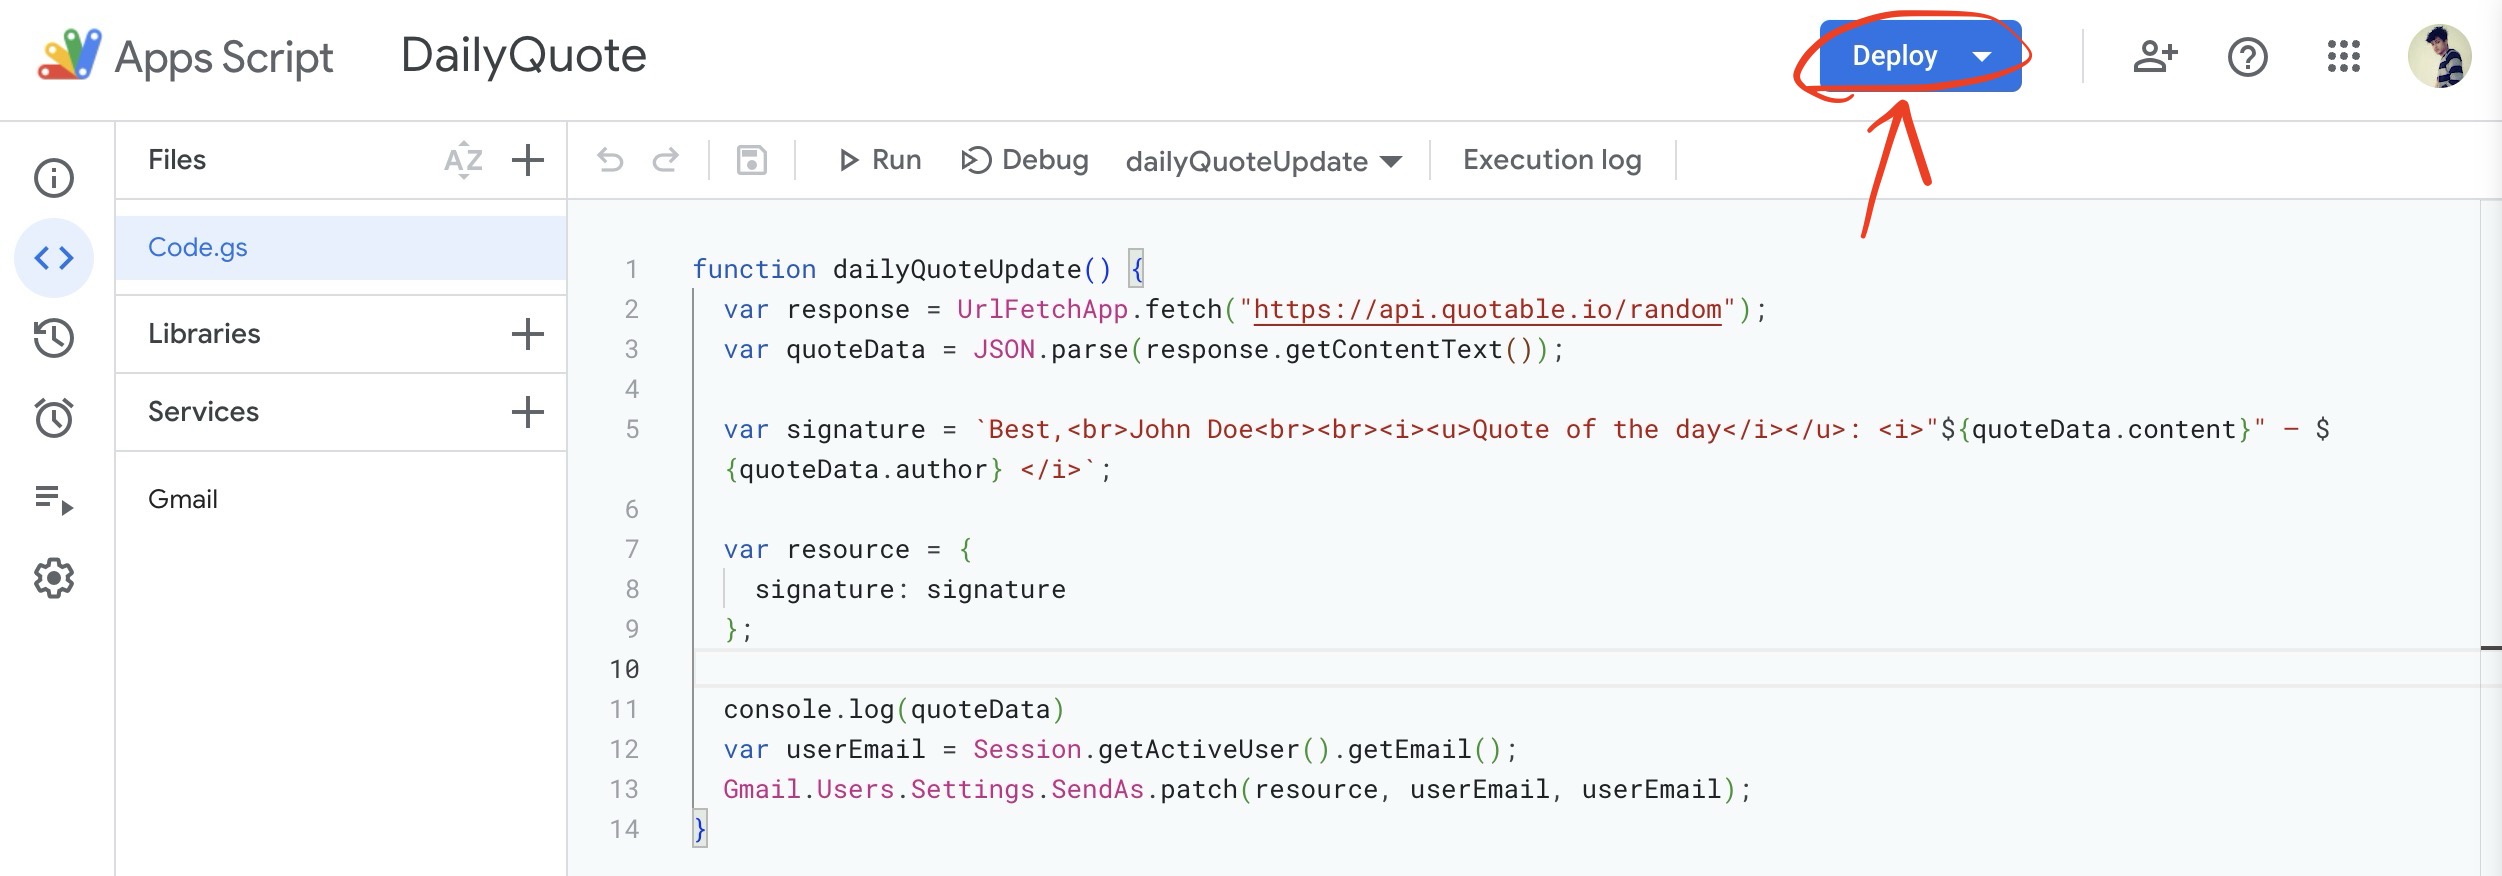 Apps Script DailyQuote Deploy
Files AZ Run Debug dailyQuoteUpdate Execution log
Code.gs
Libraries
Services
Gmail
1 function dailyQuoteUpdate() {
2 var response = UrlFetchApp.fetch("https://api.quotable.io/random");
3 var quoteData = JSON.parse(response.getContentText());
4
5 var signature = `Best,<br>John Doe<br><br><i><u>Quote of the day</i></u>: <i>"${quoteData.content}" – $
{quoteData.author} </i>`;
6
7 var resource = {
8 signature: signature
9 };
10
11 console.log(quoteData)
12 var userEmail = Session.getActiveUser().getEmail();
13 Gmail.Users.Settings.SendAs.patch(resource, userEmail, userEmail);
14 }